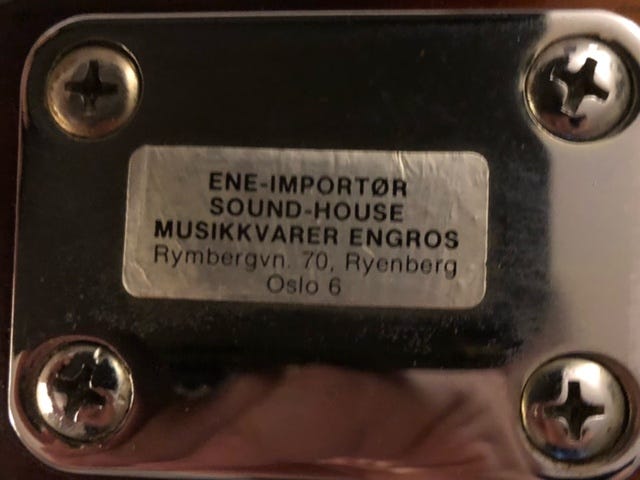 ENE-IMPORTØR
SOUND-HOUSE
MUSIKKVARER ENGROS
Rymbergvn. 70, Ryenberg
Oslo 6